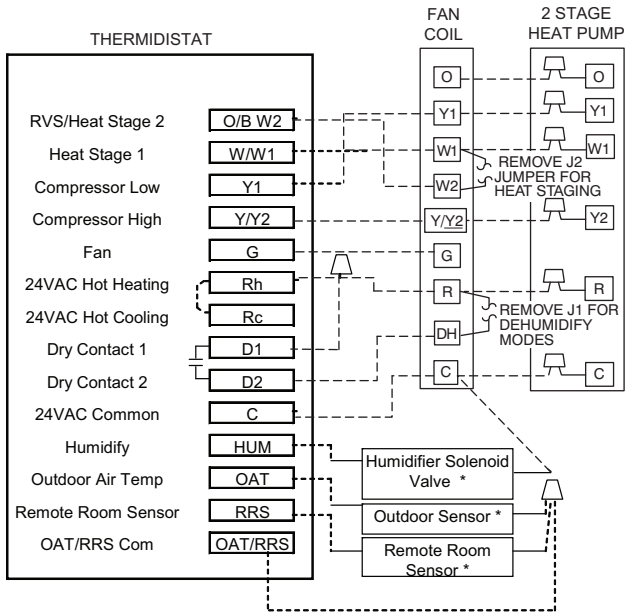 FAN
COIL
2 STAGE
HEAT PUMP
THERMIDISTAT
RVS/Heat Stage 2
O/B W2
Heat Stage 1
W/W1
Compressor Low
Y1
Compressor High
Y/Y2
Fan
G
24VAC Hot Heating
Rh
24VAC Hot Cooling
Rc
Dry Contact 1
D1
Dry Contact 2
D2
24VAC Common
C
Humidify
HUM
Outdoor Air Temp
OAT
Remote Room Sensor
RRS
OAT/RRS Com
OAT/RRS
O
Y1
W1
W2
Y/Y2
G
R
DH
C
REMOVE J2
JUMPER FOR
HEAT STAGING
REMOVE J1 FOR
DEHUMIDIFY
MODES
O
Y1
W1
Y2
R
C
Humidifier Solenoid
Valve *
Outdoor Sensor *
Remote Room
Sensor *